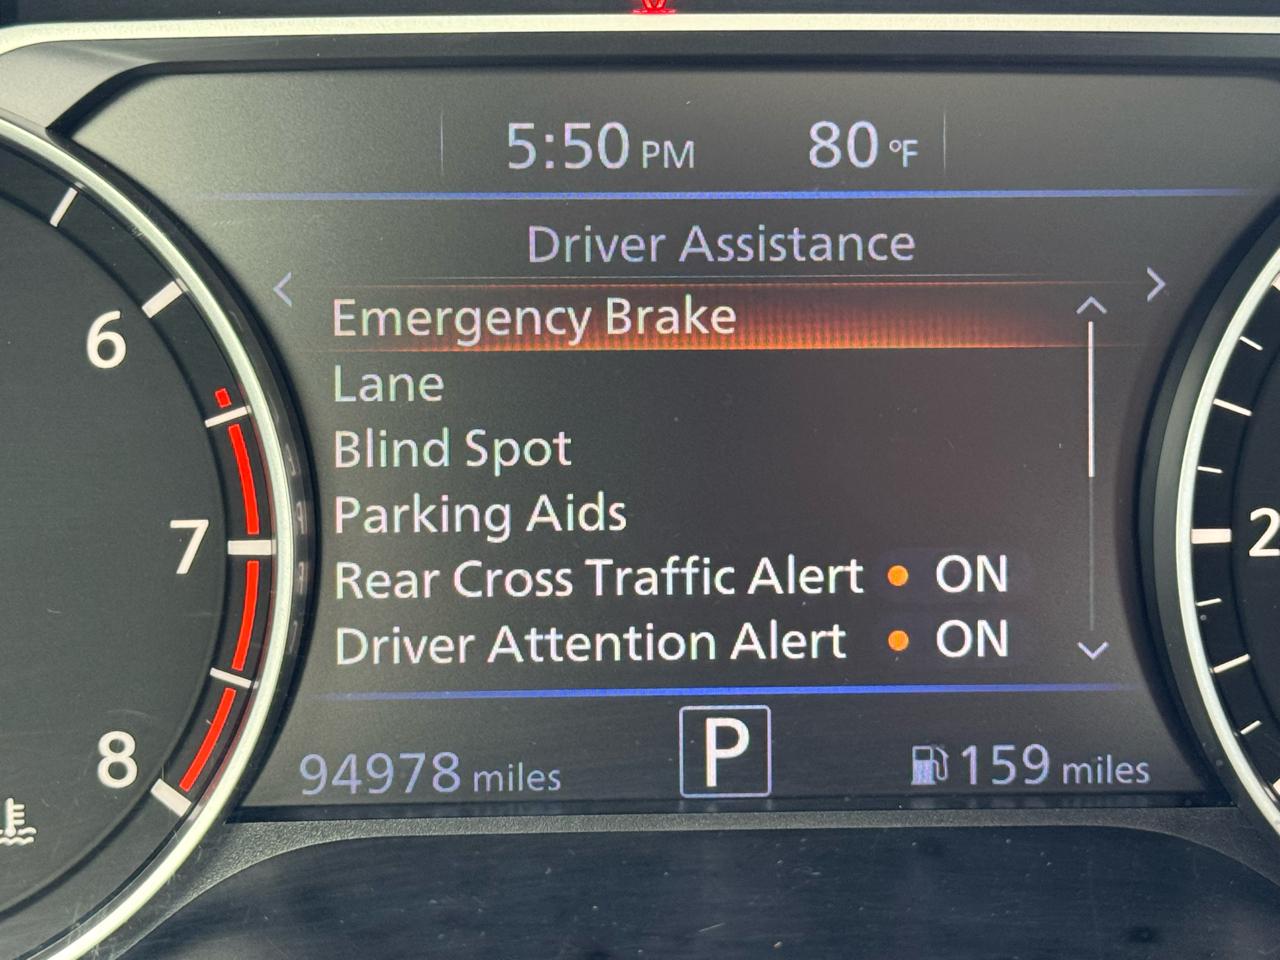 5:50 PM 80 °F
Driver Assistance
Emergency Brake
Lane
Blind Spot
Parking Aids
Rear Cross Traffic Alert ON
Driver Attention Alert ON
P
94978 miles
159 miles
6
7
8
2